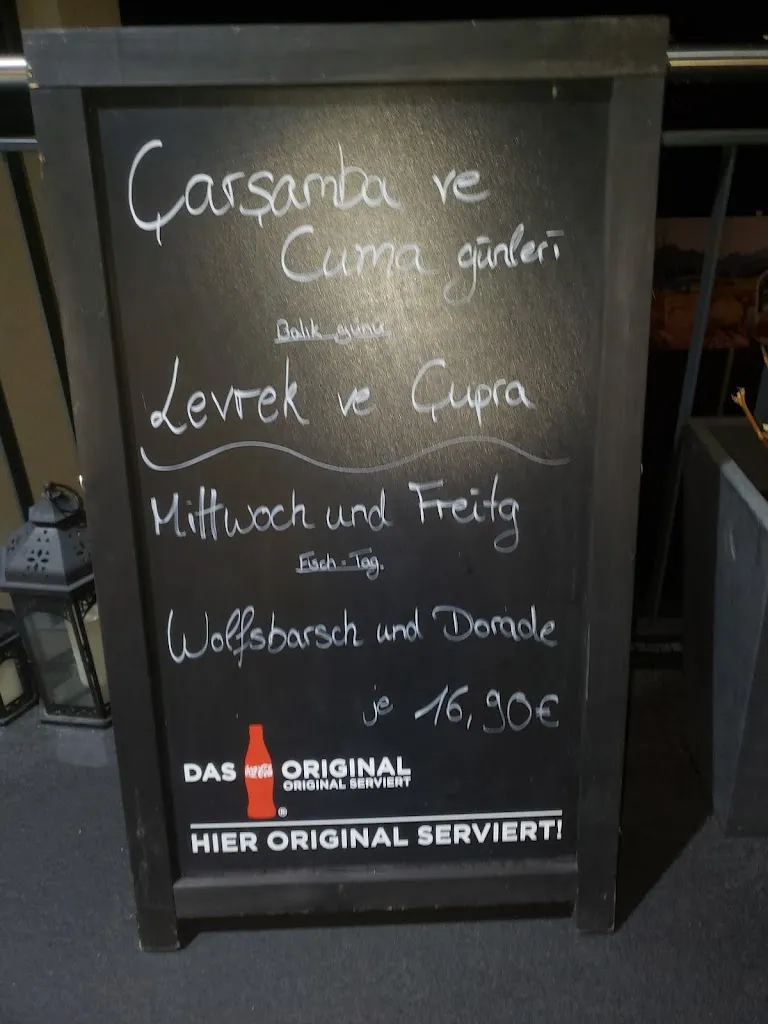 Çarşamba ve
Cuma günleri
Balık günü
Levrek ve Çupra
Mittwoch und Freitg
Fisch-Tag.
Wolfsbarsch und Dorade
je 16,90€
DAS Coca-Cola ® ORIGINAL
ORIGINAL SERVIERT
HIER ORIGINAL SERVIERT!